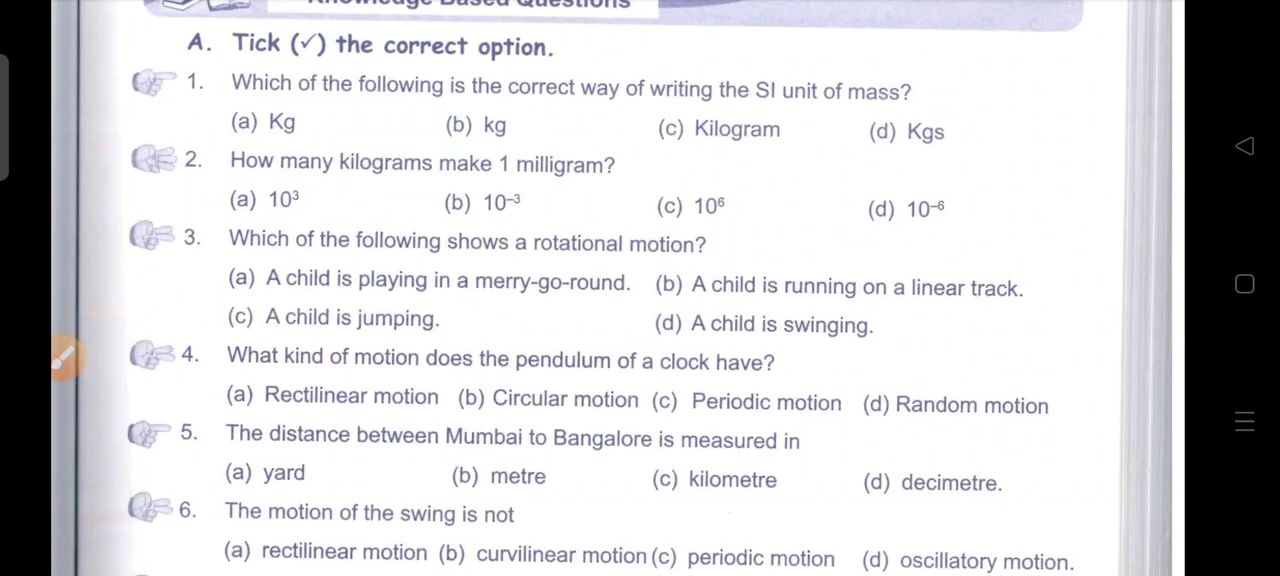 Knowledge Based Questions
A. Tick (✓) the correct option.
1. Which of the following is the correct way of writing the SI unit of mass?
(a) Kg (b) kg (c) Kilogram (d) Kgs
2. How many kilograms make 1 milligram?
(a) 10³ (b) 10⁻³ (c) 10⁶ (d) 10⁻⁶
3. Which of the following shows a rotational motion?
(a) A child is playing in a merry-go-round. (b) A child is running on a linear track.
(c) A child is jumping. (d) A child is swinging.
4. What kind of motion does the pendulum of a clock have?
(a) Rectilinear motion (b) Circular motion (c) Periodic motion (d) Random motion
5. The distance between Mumbai to Bangalore is measured in
(a) yard (b) metre (c) kilometre (d) decimetre.
6. The motion of the swing is not
(a) rectilinear motion (b) curvilinear motion (c) periodic motion (d) oscillatory motion.